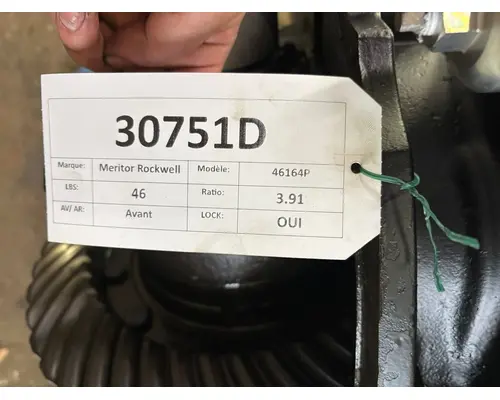 30751D
Marque: Meritor Rockwell Modèle: 46164P
LBS: 46 Ratio: 3.91
AV/ AR: Avant LOCK: OUI